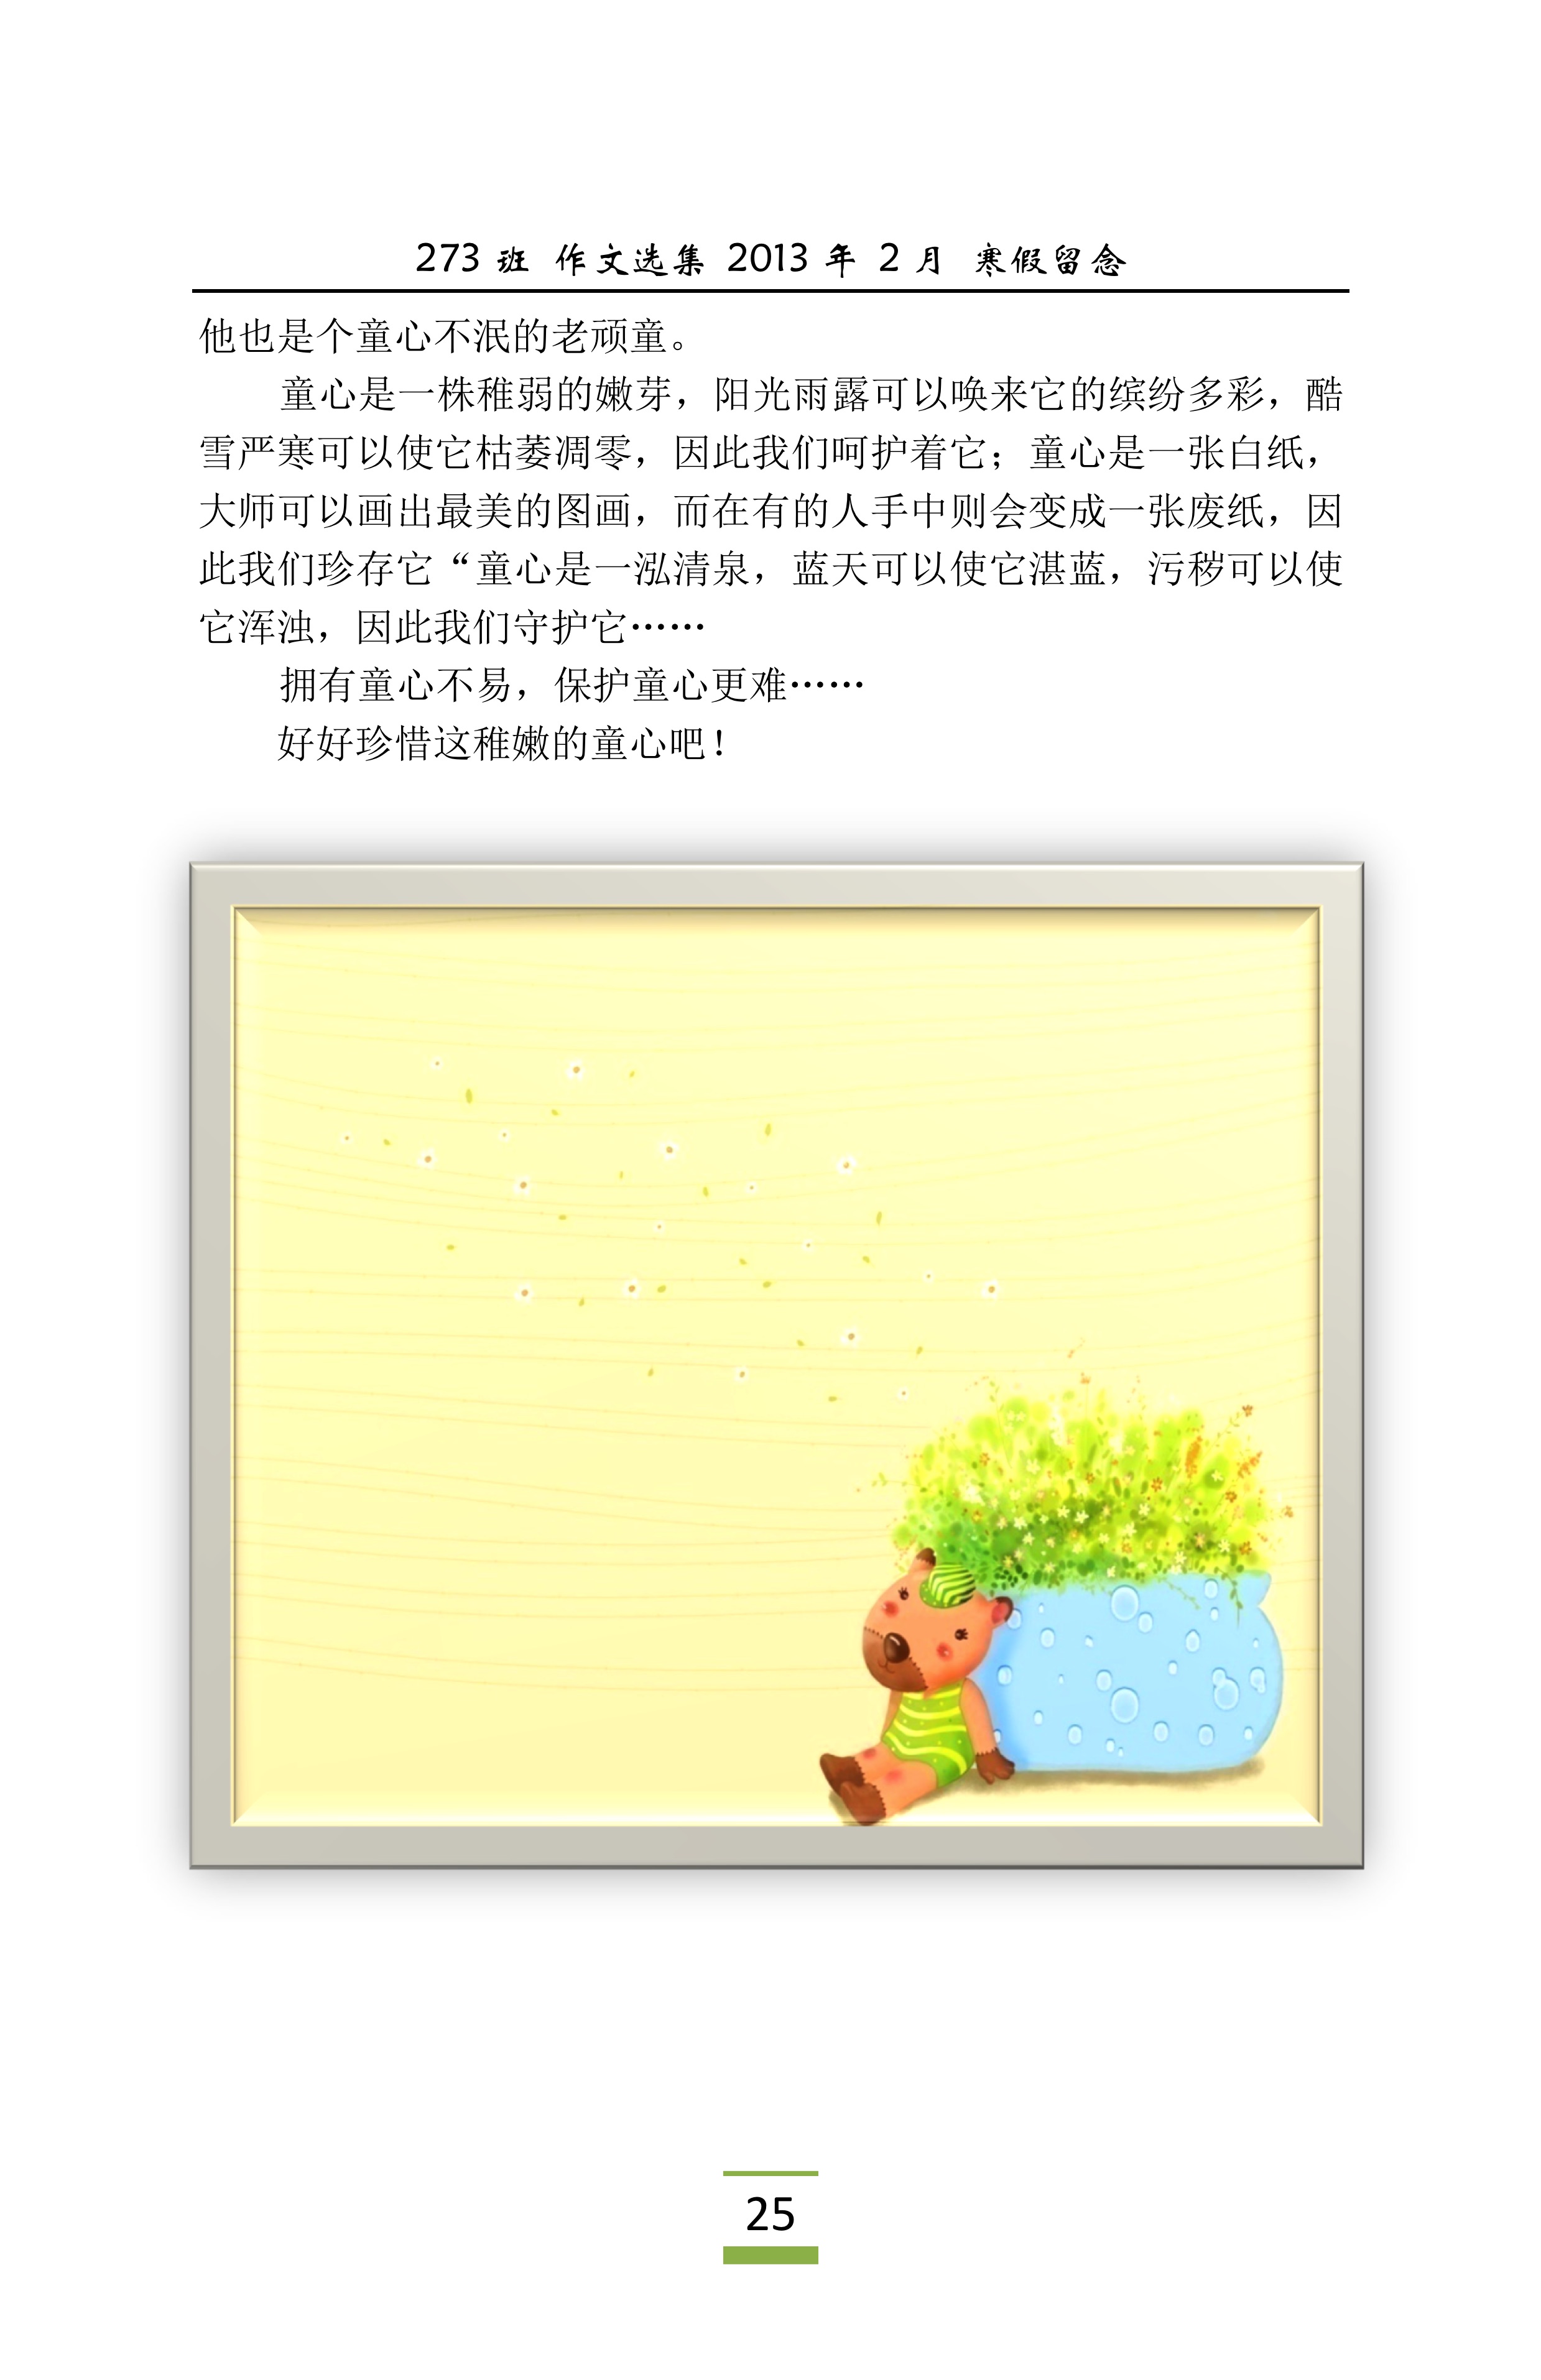 273 班 作文选集 2013 年 2 月 寒假留念
他也是个童心不泯的老顽童。
童心是一株稚弱的嫩芽，阳光雨露可以唤来它的缤纷多彩，酷
雪严寒可以使它枯萎凋零，因此我们呵护着它；童心是一张白纸，
大师可以画出最美的图画，而在有的人手中则会变成一张废纸，因
此我们珍存它“童心是一泓清泉，蓝天可以使它湛蓝，污秽可以使
它浑浊，因此我们守护它……
拥有童心不易，保护童心更难……
好好珍惜这稚嫩的童心吧！
25